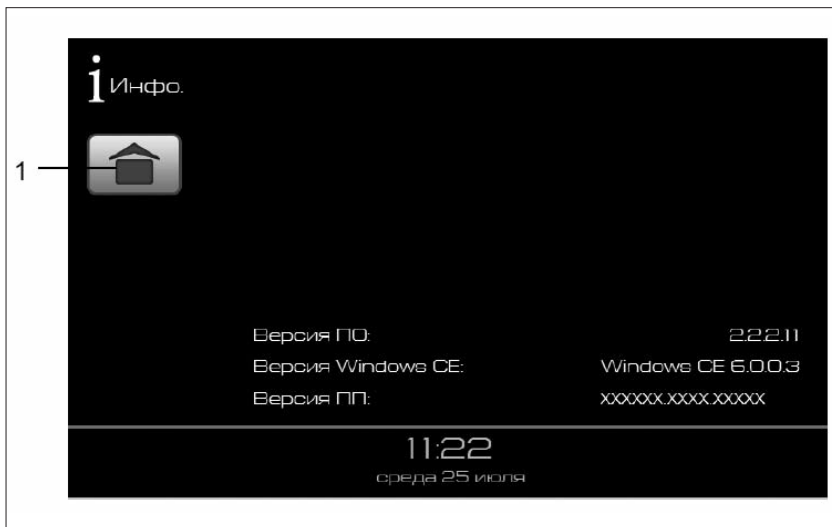 i Инфо.
1
Версия ПО: 2.2.2.11
Версия Windows CE: Windows CE 6.0.0.3
Версия ПП: XXXXXX.XXXX.XXXXX
11:22
среда 25 июля